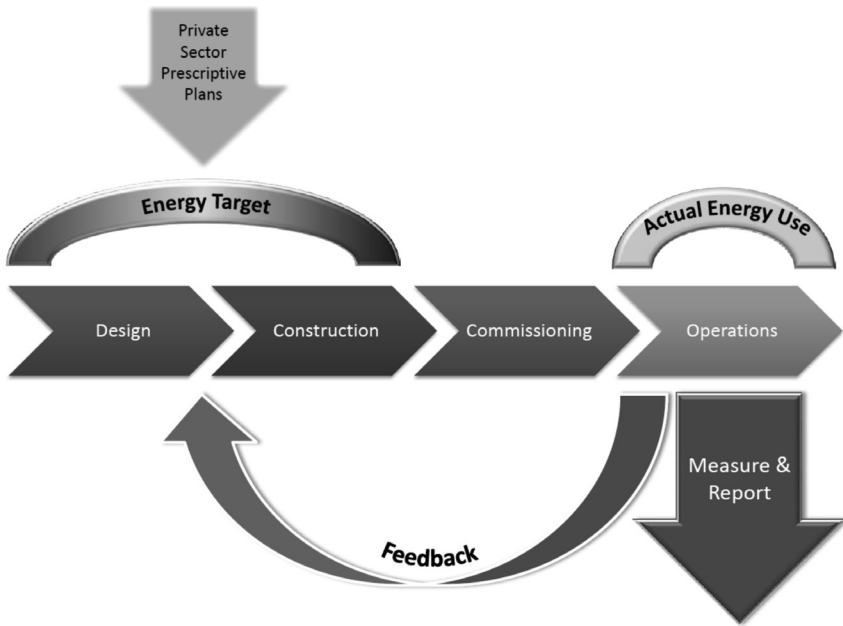 Private
Sector
Prescriptive
Plans
Energy Target
Actual Energy Use
Design
Construction
Commissioning
Operations
Measure &
Report
Feedback